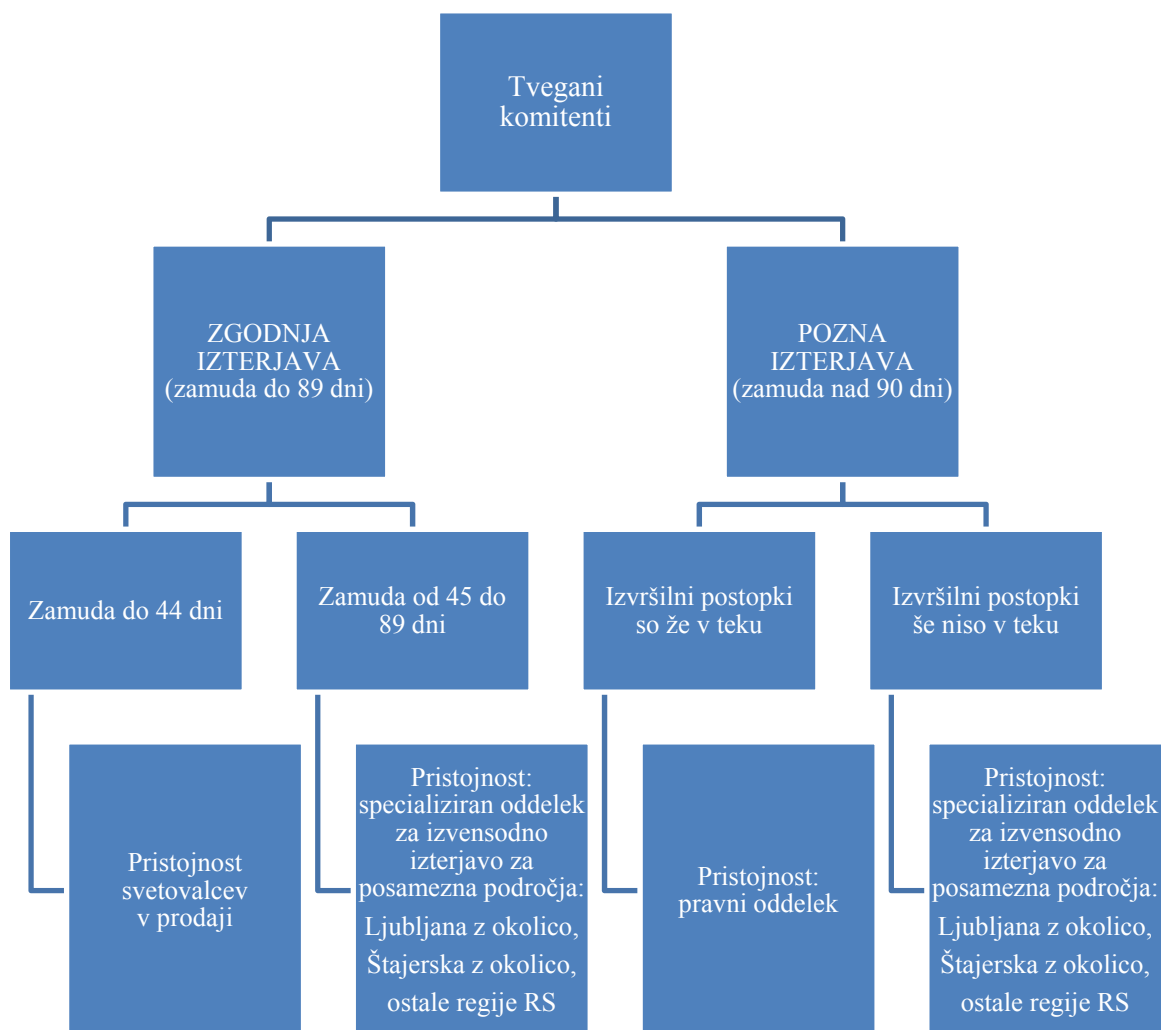 Tvegani
komitenti
ZGODNJA
IZTERJAVA
(zamuda do 89 dni)
POZNA
IZTERJAVA
(zamuda nad 90 dni)
Zamuda do 44 dni
Zamuda od 45 do
89 dni
Izvršilni postopki
so že v teku
Izvršilni postopki
še niso v teku
Pristojnost
svetovalcev
v prodaji
Pristojnost:
specializiran oddelek
za izvensodno
izterjavo za
posamezna področja:
Ljubljana z okolico,
Štajerska z okolico,
ostale regije RS
Pristojnost:
pravni oddelek
Pristojnost:
specializiran oddelek
za izvensodno
izterjavo za
posamezna področja:
Ljubljana z okolico,
Štajerska z okolico,
ostale regije RS